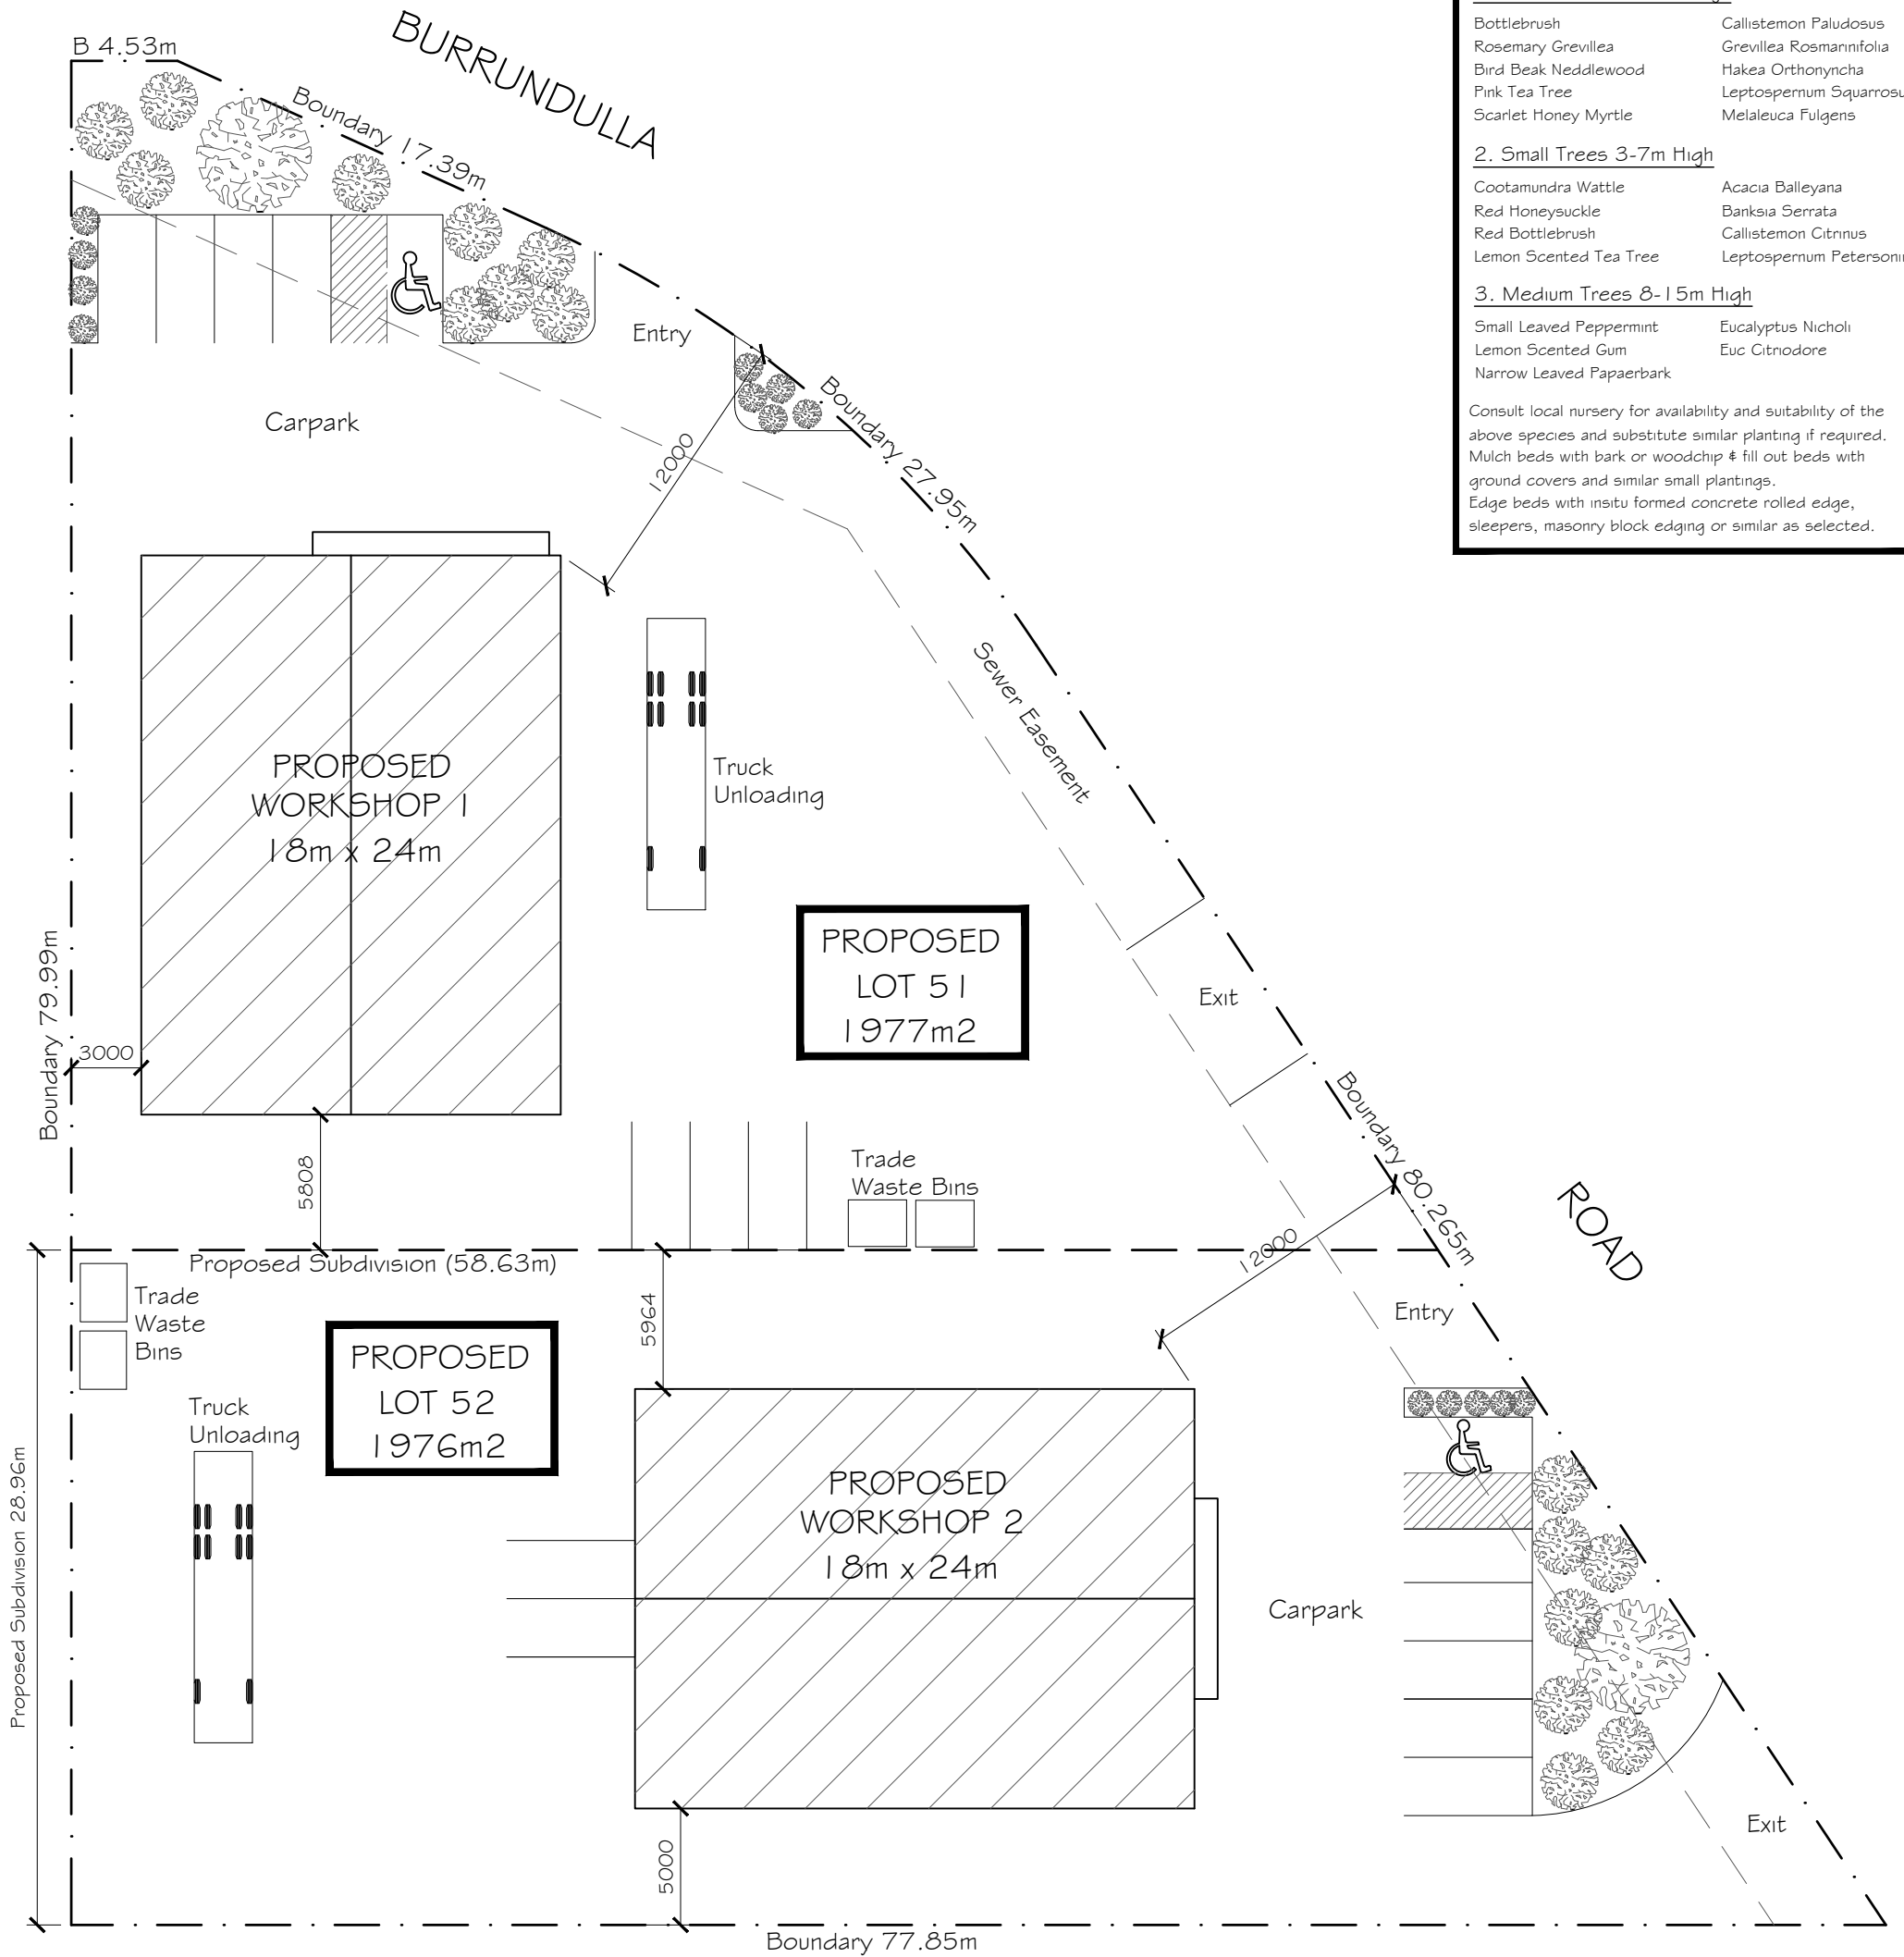 B 4.53m
BURRUNDULLA
Boundary 17.39m
Entry
Boundary 27.95m
Carpark
12000
Sewer Easement
PROPOSED
WORKSHOP 1
18m x 24m
Truck
Unloading
PROPOSED
LOT 51
1977m2
Exit
Boundary 79.99m
3000
5808
Trade
Waste Bins
Boundary 80.265m
ROAD
12000
Proposed Subdivision (58.63m)
Trade
Waste
Bins
5964
Entry
PROPOSED
LOT 52
1976m2
Truck
Unloading
Proposed Subdivision 28.96m
PROPOSED
WORKSHOP 2
18m x 24m
Carpark
5000
Exit
Boundary 77.85m
Bottlebrush Callistemon Paludosus
Rosemary Grevillea Grevillea Rosmarinifolia
Bird Beak Neddlewood Hakea Orthonyncha
Pink Tea Tree Leptospernum Squarrosu
Scarlet Honey Myrtle Melaleuca Fulgens
2. Small Trees 3-7m High
Cootamundra Wattle Acacia Balleyana
Red Honeysuckle Banksia Serrata
Red Bottlebrush Callistemon Citrinus
Lemon Scented Tea Tree Leptospernum Petersonii
3. Medium Trees 8-15m High
Small Leaved Peppermint Eucalyptus Nicholi
Lemon Scented Gum Euc Citriodore
Narrow Leaved Papaerbark
Consult local nursery for availability and suitability of the
above species and substitute similar planting if required.
Mulch beds with bark or woodchip & fill out beds with
ground covers and similar small plantings.
Edge beds with insitu formed concrete rolled edge,
sleepers, masonry block edging or similar as selected.